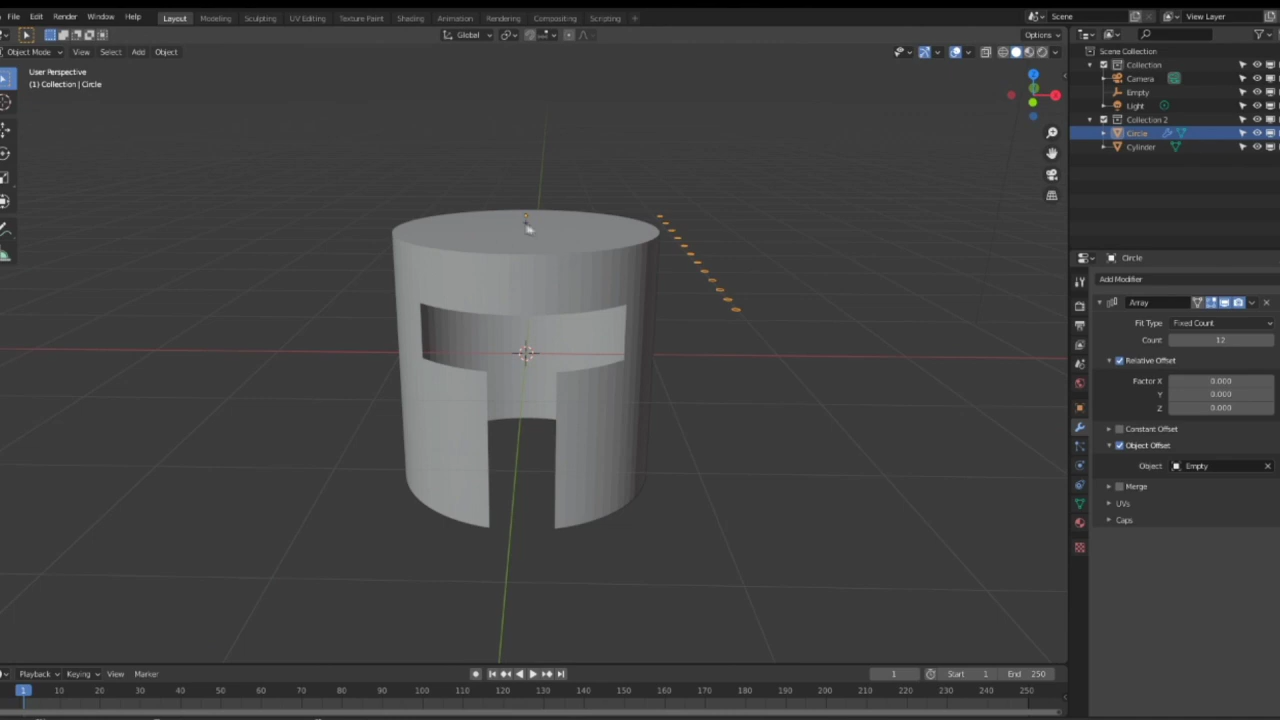 File Edit Render Window Help Layout Modeling Sculpting UV Editing Texture Paint Shading Animation Rendering Compositing Scripting + Scene View Layer
Global Options
Object Mode View Select Add Object
User Perspective
(1) Collection | Circle
Scene Collection
Collection
Camera
Empty
Light
Collection 2
Circle
Cylinder
Z
X
Circle
Add Modifier
Array
Fit Type Fixed Count
Count 12
Relative Offset
Factor X 0.000
Y 0.000
Z 0.000
Constant Offset
Object Offset
Object Empty
Merge
UVs
Caps
Playback Keying View Marker 1 Start 1 End 250
1 10 20 30 40 50 60 70 80 90 100 110 120 130 140 150 160 170 180 190 200 210 220 230 240 250